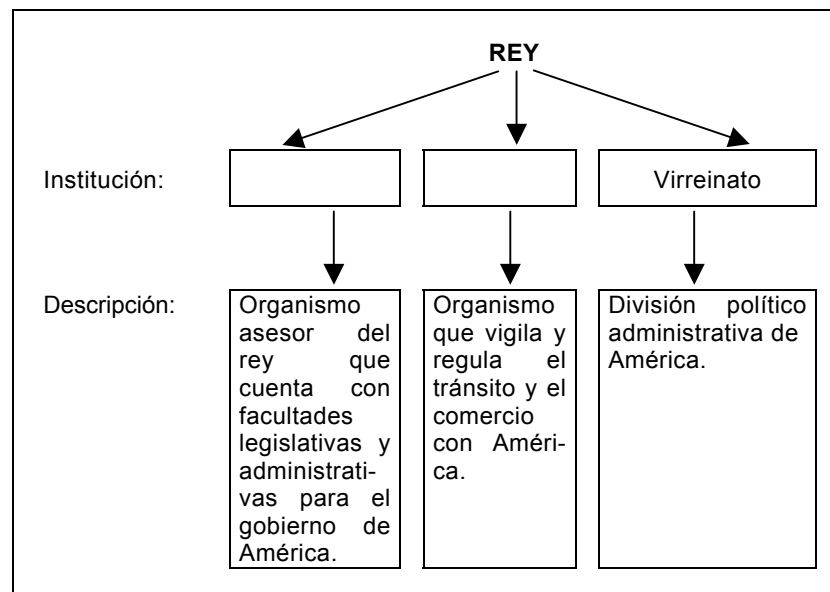 REY
Institución:
Virreinato
Descripción:
Organismo
asesor del
rey que
cuenta con
facultades
legislativas y
administrati-
vas para el
gobierno de
América.
Organismo
que vigila y
regula el
tránsito y el
comercio
con Améri-
ca.
División político
administrativa de
América.